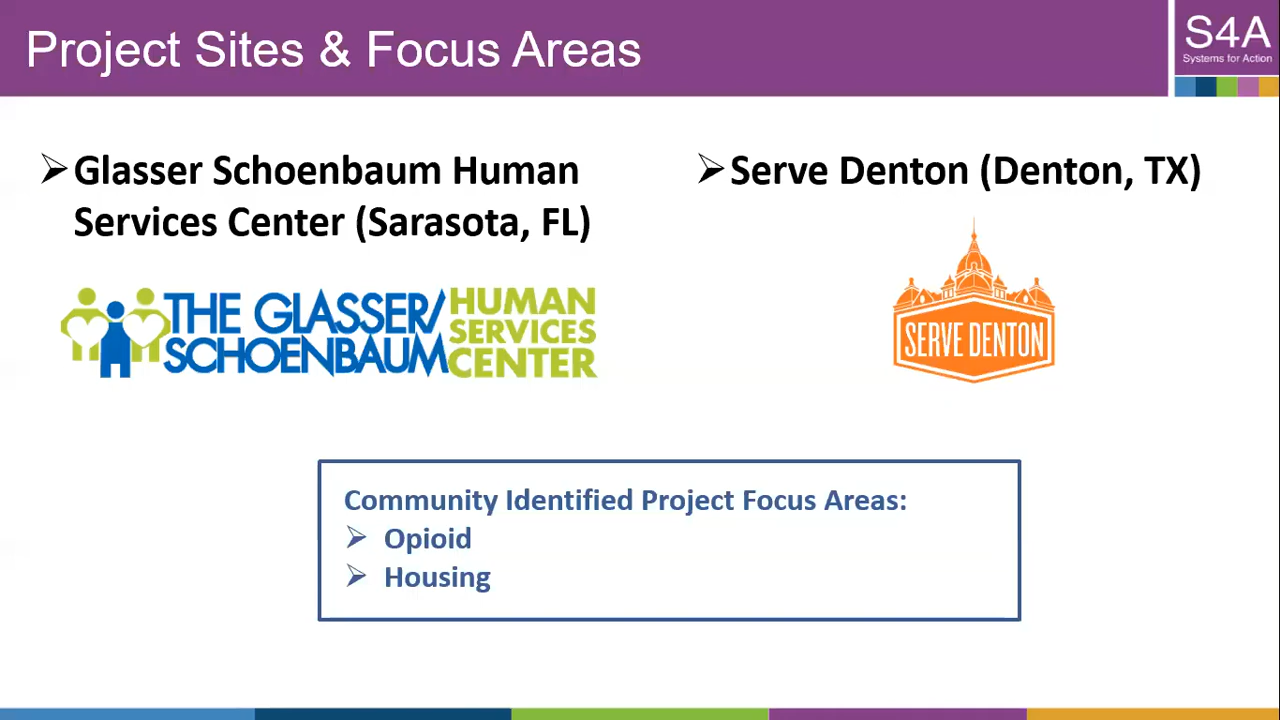 Project Sites & Focus Areas
S4A
Systems for Action
Glasser Schoenbaum Human
Services Center (Sarasota, FL)
THE GLASSER/
SCHOENBAUM
HUMAN
SERVICES
CENTER
Serve Denton (Denton, TX)
SERVE DENTON
Community Identified Project Focus Areas:
Opioid
Housing